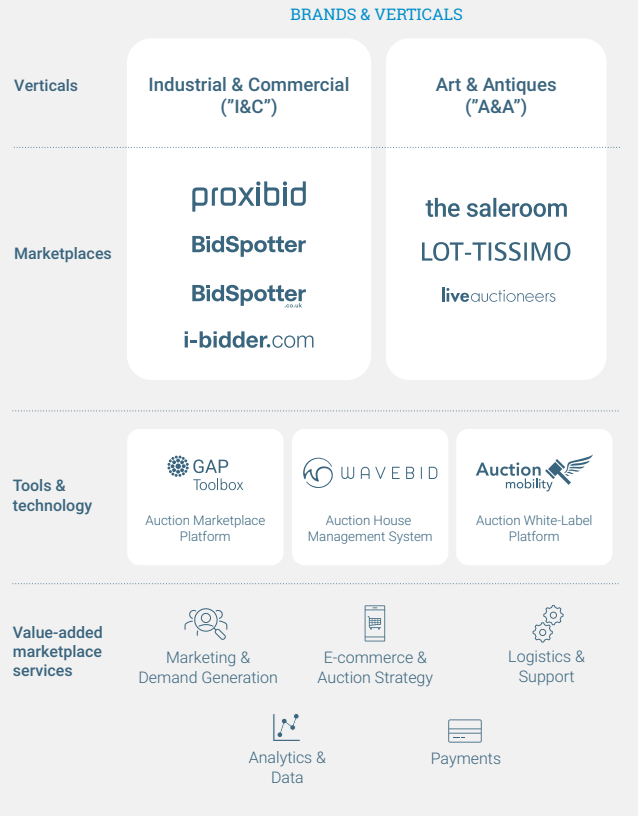 BRANDS & VERTICALS
Verticals
Industrial & Commercial
("I&C")
Art & Antiques
("A&A")
Marketplaces
proxibid
BidSpotter
BidSpotter
.co.uk
i-bidder.com
the saleroom
LOT-TISSIMO
liveauctioneers
Tools &
technology
GAP
Toolbox
Auction Marketplace
Platform
WAVEBID
Auction House
Management System
Auction
mobility
Auction White-Label
Platform
Value-added
marketplace
services
Marketing &
Demand Generation
E-commerce &
Auction Strategy
Logistics &
Support
Analytics &
Data
Payments